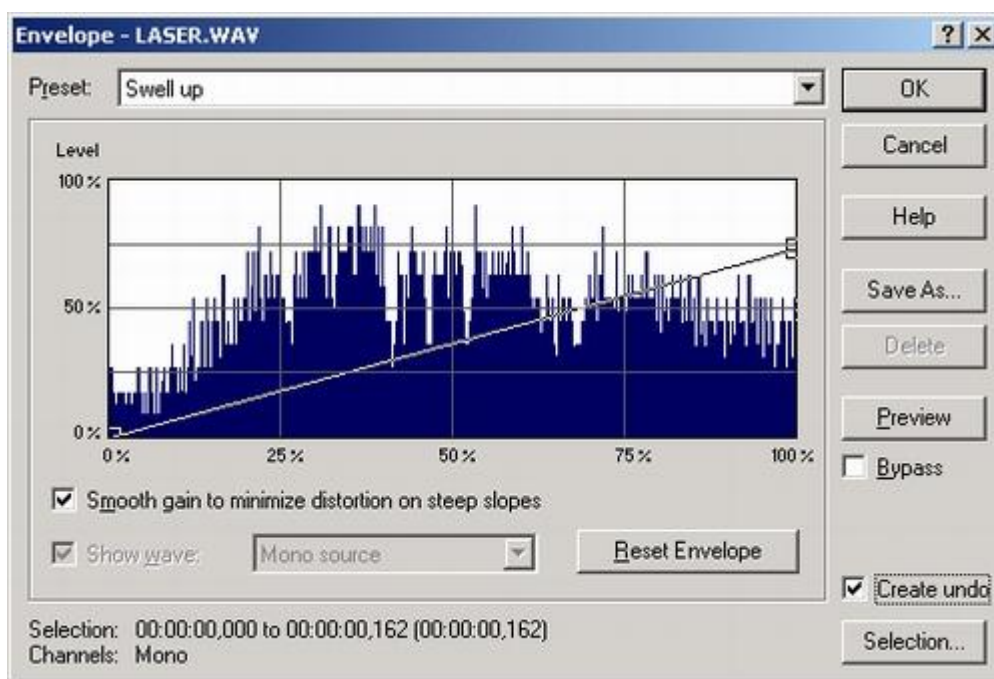 Envelope - LASER.WAV
Preset: Swell up
OK
Cancel
Help
Save As...
Delete
Preview
Bypass
Level
100 %
50 %
0 %
0 % 25 % 50 % 75 % 100 %
Smooth gain to minimize distortion on steep slopes
Show wave: Mono source Reset Envelope
Create undo
Selection: 00:00:00,000 to 00:00:00,162 (00:00:00,162)
Channels: Mono
Selection...